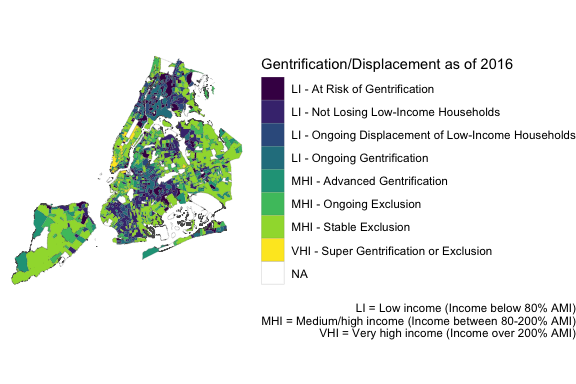 Gentrification/Displacement as of 2016
LI - At Risk of Gentrification
LI - Not Losing Low-Income Households
LI - Ongoing Displacement of Low-Income Households
LI - Ongoing Gentrification
MHI - Advanced Gentrification
MHI - Ongoing Exclusion
MHI - Stable Exclusion
VHI - Super Gentrification or Exclusion
NA
LI = Low income (Income below 80% AMI)
MHI = Medium/high income (Income between 80-200% AMI)
VHI = Very high income (Income over 200% AMI)